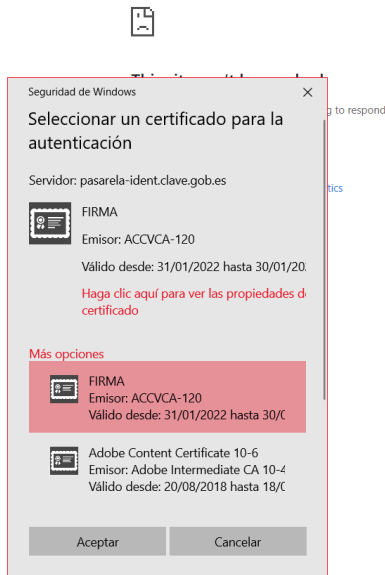 Seguridad de Windows
Seleccionar un certificado para la
autenticación
g to respond
Servidor: pasarela-ident.clave.gob.es
tics
FIRMA
Emisor: ACCVCA-120
Válido desde: 31/01/2022 hasta 30/01/20
Haga clic aquí para ver las propiedades d
certificado
Más opciones
FIRMA
Emisor: ACCVCA-120
Válido desde: 31/01/2022 hasta 30/0
Adobe Content Certificate 10-6
Emisor: Adobe Intermediate CA 10-4
Válido desde: 20/08/2018 hasta 18/0
Aceptar
Cancelar